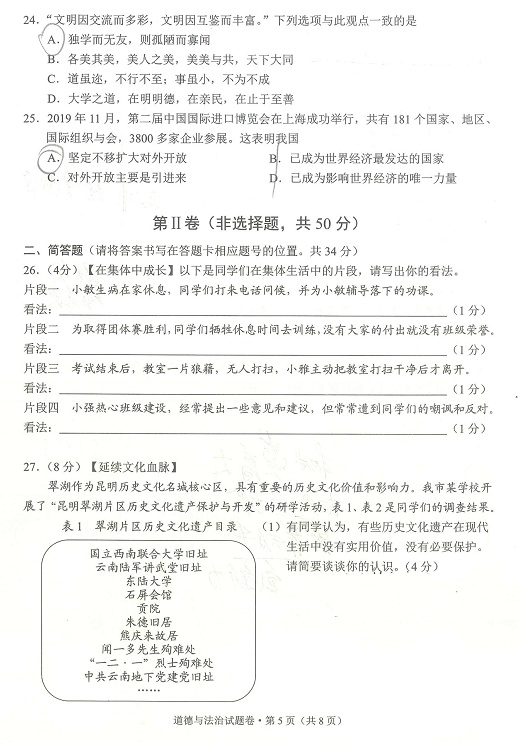 24. “文明因交流而多彩，文明因互鉴而丰富。”下列选项与此观点一致的是
A. 独学而无友，则孤陋而寡闻
B. 各美其美，美人之美，美美与共，天下大同
C. 道虽迩，不行不至；事虽小，不为不成
D. 大学之道，在明明德，在亲民，在止于至善
25. 2019 年 11 月，第二届中国国际进口博览会在上海成功举行，共有 181 个国家、地区、
国际组织与会，3800 多家企业参展。这表明我国
A. 坚定不移扩大对外开放 B. 已成为世界经济最发达的国家
C. 对外开放主要是引进来 D. 已成为影响世界经济的唯一力量
第Ⅱ卷（非选择题，共 50 分）
二、简答题（请将答案书写在答题卡相应题号的位置。共 34 分）
26.（4分）【在集体中成长】以下是同学们在集体生活中的片段，请写出你的看法。
片段一 小敏生病在家休息，同学们打来电话问候，并为小敏辅导落下的功课。
看法：（1 分）
片段二 为取得团体赛胜利，同学们牺牲休息时间去训练，没有大家的付出就没有班级荣誉。
看法：（1 分）
片段三 考试结束后，教室一片狼藉，无人打扫，小雅主动把教室打扫干净后才离开。
看法：（1 分）
片段四 小强热心班级建设，经常提出一些意见和建议，但常常遭到同学们的嘲讽和反对。
看法：（1 分）
27.（8 分）【延续文化血脉】
翠湖作为昆明历史文化名城核心区，具有重要的历史文化价值和影响力。我市某学校开
展了“昆明翠湖片区历史文化遗产保护与开发”的研学活动，表 1、表 2 是同学们的调查结果。
表 1 翠湖片区历史文化遗产目录
国立西南联合大学旧址
云南陆军讲武堂旧址
东陆大学
石屏会馆
贡院
朱德旧居
熊庆来故居
闻一多先生殉难处
“一二·一”烈士殉难处
中共云南地下党建党旧址
……
（1）有同学认为，有些历史文化遗产在现代
生活中没有实用价值，没有必要保护。
请简要谈谈你的认识。（4 分）
道德与法治试题卷·第 5 页（共 8 页）